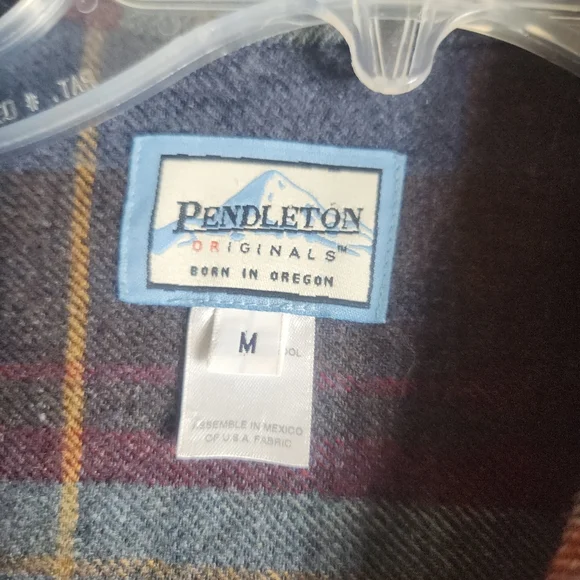 PENDLETON
ORIGINALS™
BORN IN OREGON
M
ASSEMBLE IN MEXICO
OF U.S.A. FABRIC